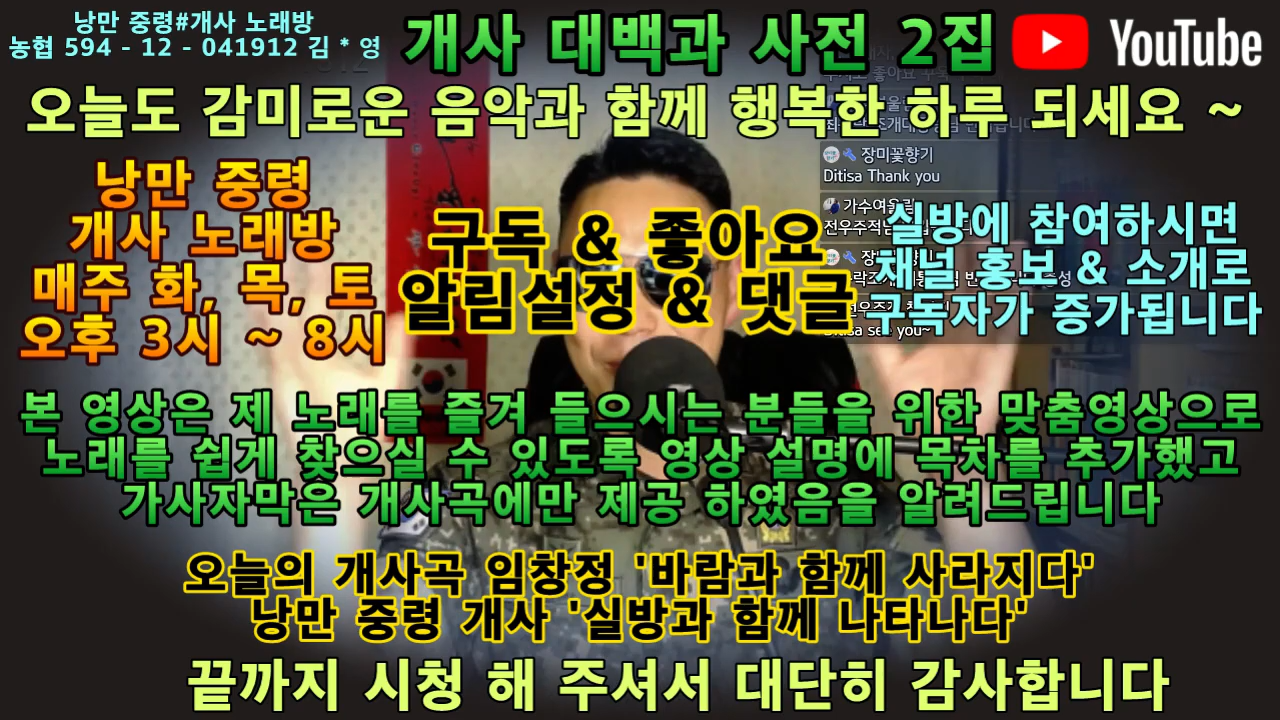 낭만 중령#개사 노래방
농협 594 - 12 - 041912 김 * 영
개사 대백과 사전 2집
YouTube
오늘도 감미로운 음악과 함께 행복한 하루 되세요 ~
장미꽃향기
Ditisa Thank you
가수여울림
낭만 중령
개사 노래방
매주 화, 목, 토
오후 3시 ~ 8시
구독 & 좋아요
알림설정 & 댓글
실방에 참여하시면
채널 홍보 & 소개로
구독자가 증가됩니다
Ditisa see you~
본 영상은 제 노래를 즐겨 들으시는 분들을 위한 맞춤영상으로
노래를 쉽게 찾으실 수 있도록 영상 설명에 목차를 추가했고
가사자막은 개사곡에만 제공 하였음을 알려드립니다
오늘의 개사곡 임창정 '바람과 함께 사라지다'
낭만 중령 개사 '실방과 함께 나타나다'
끝까지 시청 해 주셔서 대단히 감사합니다